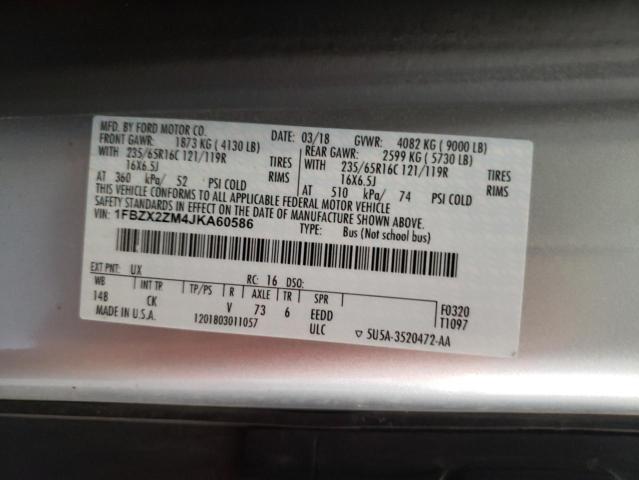 MFD. BY FORD MOTOR CO. DATE: 03/18 GVWR: 4082 KG (9000 LB)
FRONT GAWR: 1873 KG (4130 LB) REAR GAWR: 2599 KG (5730 LB)
WITH 235/65R16C 121/119R TIRES WITH 235/65R16C 121/119R TIRES
16X6.5J RIMS 16X6.5J RIMS
AT 360 kPa/ 52 PSI COLD AT 510 kPa/ 74 PSI COLD
THIS VEHICLE CONFORMS TO ALL APPLICABLE FEDERAL MOTOR VEHICLE
SAFETY STANDARDS IN EFFECT ON THE DATE OF MANUFACTURE SHOWN ABOVE.
VIN: 1FBZX2ZM4JKA60586 TYPE: Bus (Not school bus)
EXT PNT: UX RC: 16 DSO:
WB INT TR TP/PS R AXLE TR SPR F0320
148 CK V 73 6 EEDD T1097
MADE IN U.S.A. 1201803011057 ULC ▽ 5U5A-3520472-AA